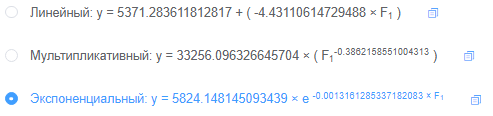 Линейный: y = 5371.283611812817 + ( -4.43110614729488 × F₁ )
Мультипликативный: y = 33256.096326645704 × ( F₁^-0.3862158551004313 )
Экспоненциальный: y = 5824.148145093439 × e^-0.0013161285337182083 × F₁